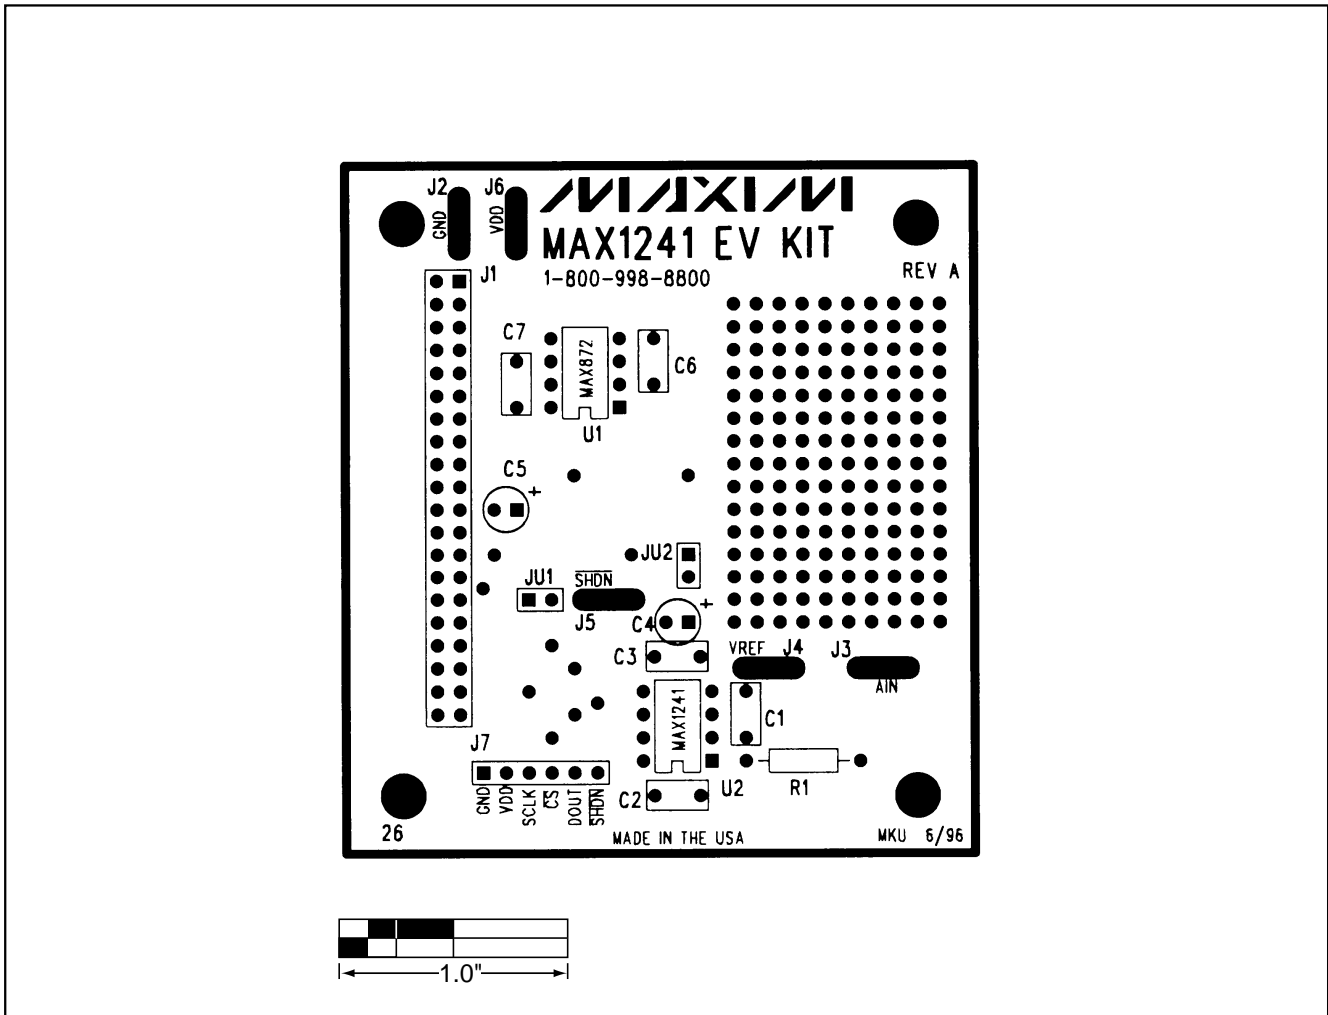 J2
J6
MAXIM
GND
VDD
MAX1241 EV KIT
1-800-998-8800
REV A
J1
C7
MAX872
C6
U1
C5
+
JU2
JU1
SHDN
J5
C4
+
C3
VREF
J4
J3
AIN
MAX1241
C1
J7
U2
R1
C2
GND
VDD
SCLK
CS
DOUT
SHDN
26
MADE IN THE USA
MKU 6/96
1.0"